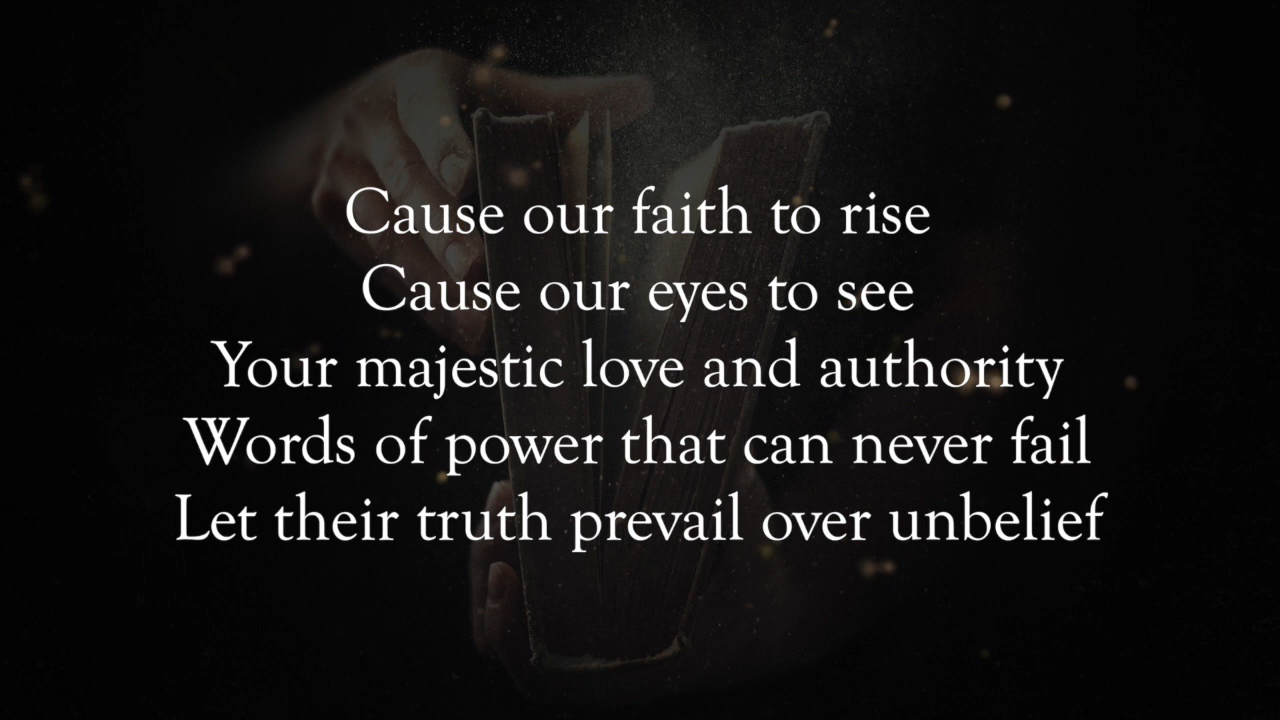 Cause our faith to rise
Cause our eyes to see
Your majestic love and authority
Words of power that can never fail
Let their truth prevail over unbelief